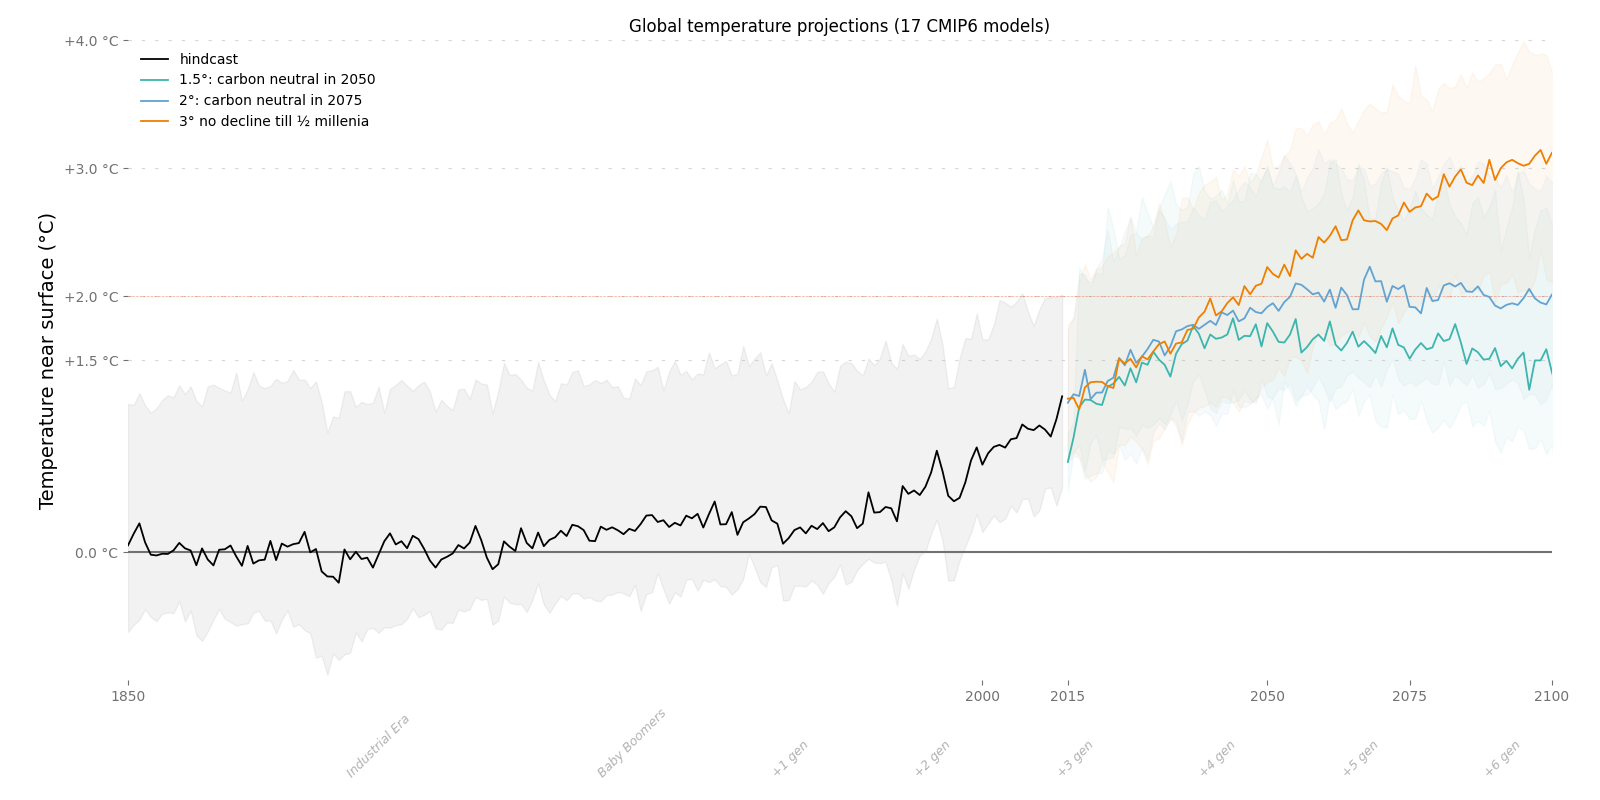 Global temperature projections (17 CMIP6 models)
+4.0 °C
hindcast
1.5°: carbon neutral in 2050
2°: carbon neutral in 2075
3° no decline till ½ millenia
+3.0 °C
+2.0 °C
+1.5 °C
0.0 °C
Temperature near surface (°C)
1850
2000
2015
2050
2075
2100
Industrial Era
Baby Boomers
+1 gen
+2 gen
+3 gen
+4 gen
+5 gen
+6 gen